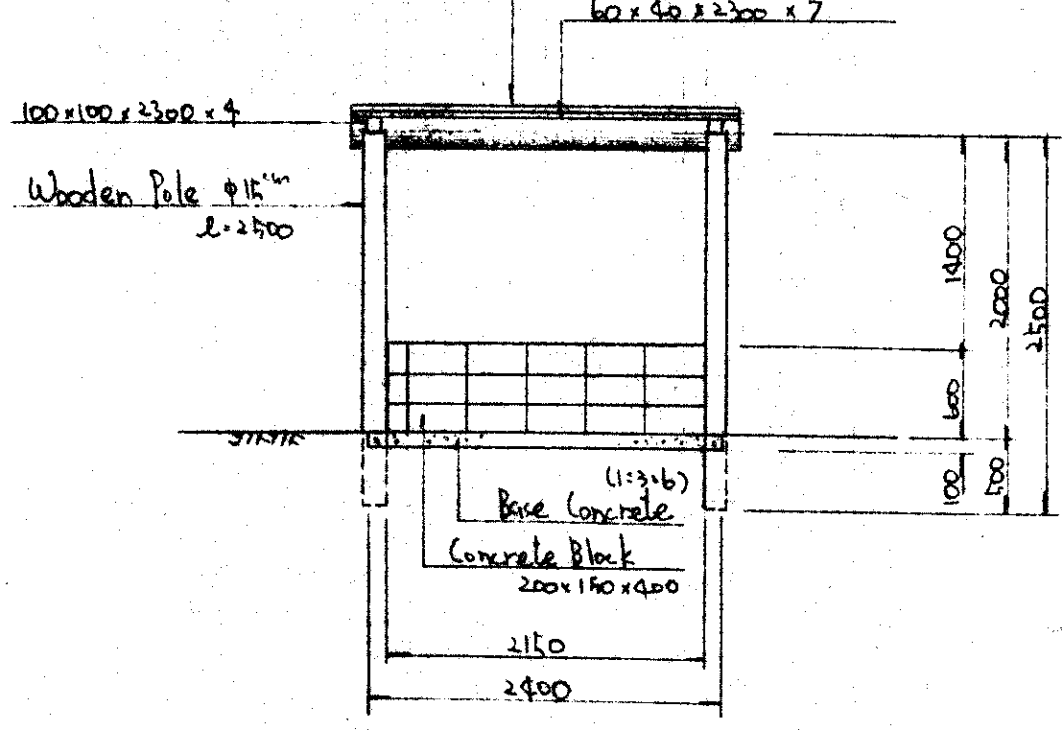 60 x 40 x 2300 x 7
100 x 100 x 2300 x 4
Wooden Pole φ15cm
l=2500
1400
2000
2500
600
100
500
(1:3:6)
Base Concrete
Concrete Block
200 x 150 x 400
2150
2400